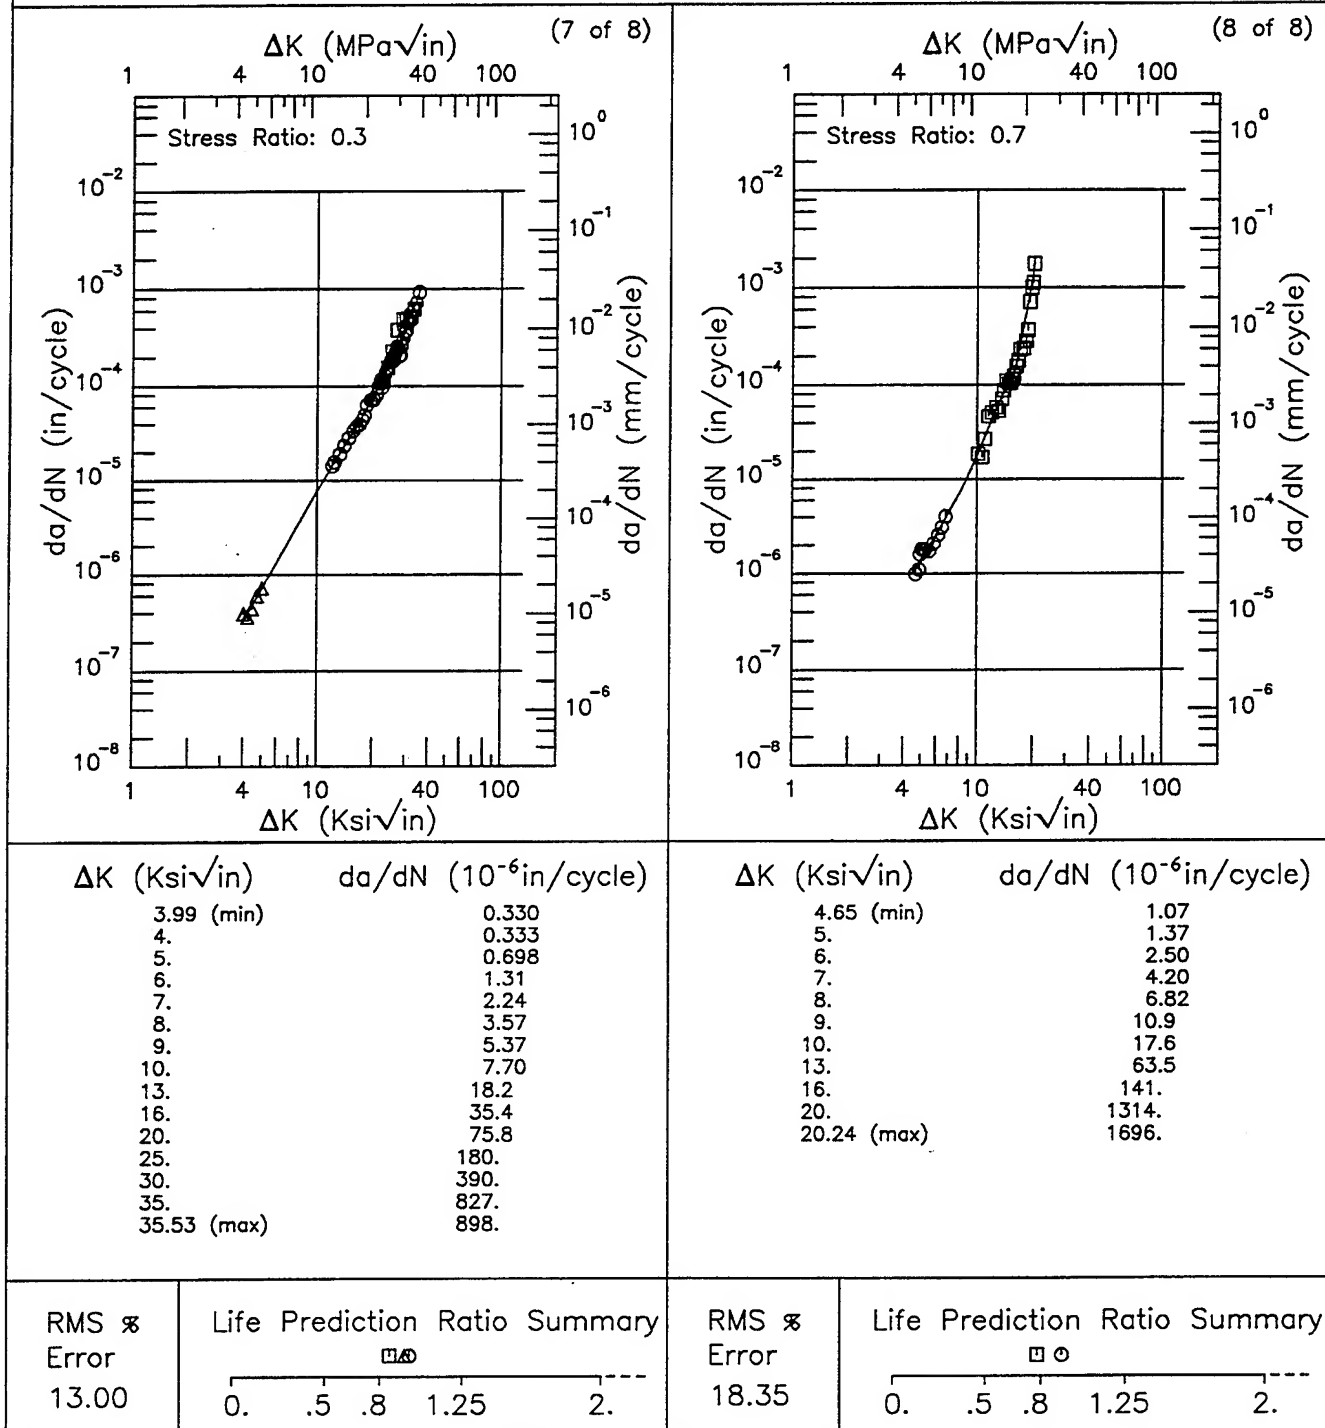 (7 of 8)
ΔK (MPa√in)
1 4 10 40 100
Stress Ratio: 0.3
da/dN (in/cycle)
10⁻²
10⁻³
10⁻⁴
10⁻⁵
10⁻⁶
10⁻⁷
10⁻⁸
10⁰
10⁻¹
10⁻²
10⁻³
10⁻⁴
10⁻⁵
10⁻⁶
da/dN (mm/cycle)
1 4 10 40 100
ΔK (Ksi√in)
ΔK (Ksi√in) da/dN (10⁻⁶in/cycle)
3.99 (min) 0.330
4. 0.333
5. 0.698
6. 1.31
7. 2.24
8. 3.57
9. 5.37
10. 7.70
13. 18.2
16. 35.4
20. 75.8
25. 180.
30. 390.
35. 827.
35.53 (max) 898.
RMS %
Error
13.00
Life Prediction Ratio Summary
0. .5 .8 1.25 2.
(8 of 8)
ΔK (MPa√in)
1 4 10 40 100
Stress Ratio: 0.7
da/dN (in/cycle)
10⁻²
10⁻³
10⁻⁴
10⁻⁵
10⁻⁶
10⁻⁷
10⁻⁸
10⁰
10⁻¹
10⁻²
10⁻³
10⁻⁴
10⁻⁵
10⁻⁶
da/dN (mm/cycle)
1 4 10 40 100
ΔK (Ksi√in)
ΔK (Ksi√in) da/dN (10⁻⁶in/cycle)
4.65 (min) 1.07
5. 1.37
6. 2.50
7. 4.20
8. 6.82
9. 10.9
10. 17.6
13. 63.5
16. 141.
20. 1314.
20.24 (max) 1696.
RMS %
Error
18.35
Life Prediction Ratio Summary
0. .5 .8 1.25 2.